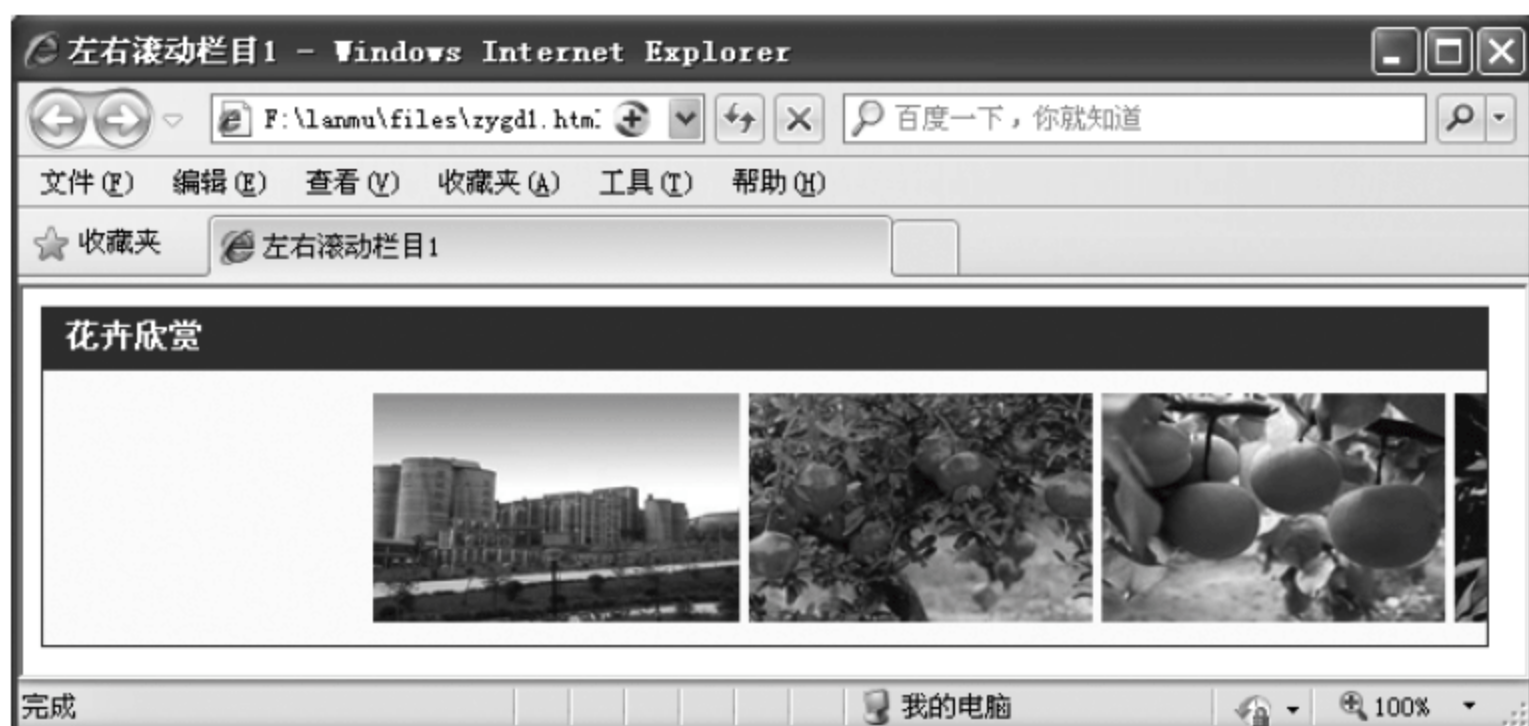 左右滚动栏目1 - Windows Internet Explorer
F:\lanmu\files\zygd1.html 百度一下，你就知道
文件(F) 编辑(E) 查看(V) 收藏夹(A) 工具(T) 帮助(H)
收藏夹 左右滚动栏目1
花卉欣赏
完成 我的电脑 100%